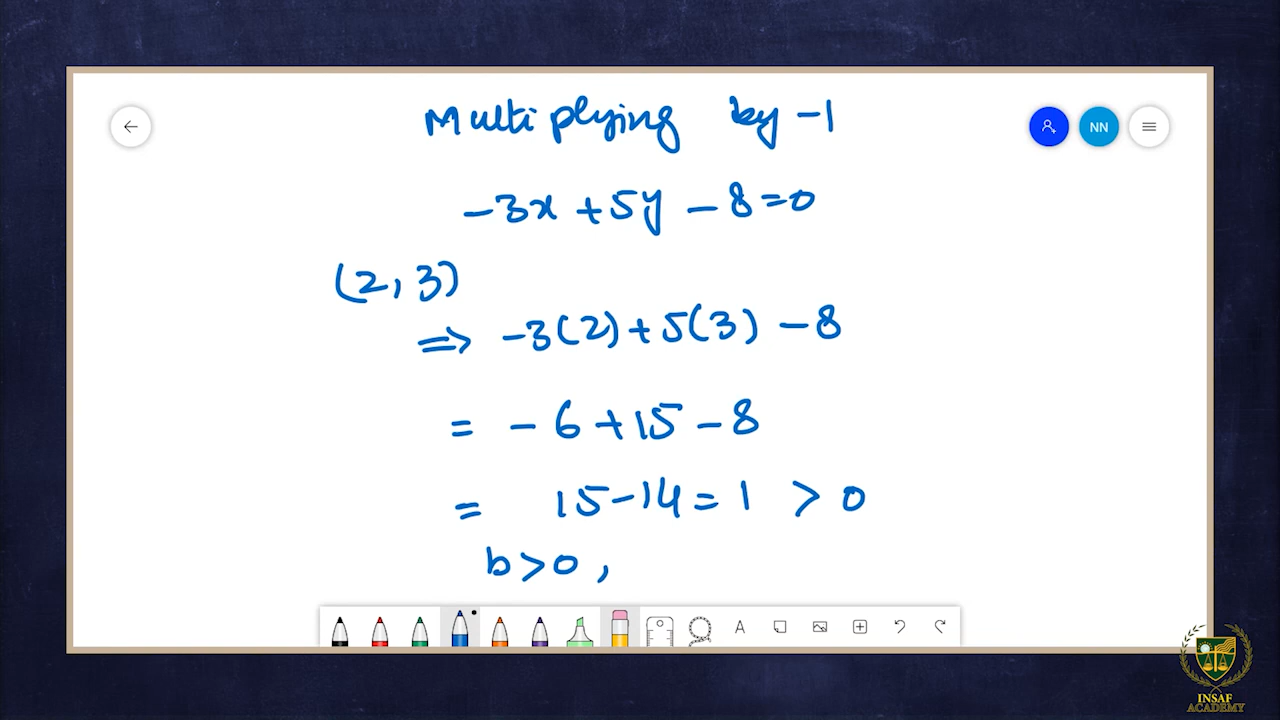 Multiplying by -1
NN
-3x + 5y - 8 = 0
(2, 3)
⇒ -3(2) + 5(3) - 8
= - 6 + 15 - 8
= 15 - 14 = 1 > 0
b > 0 ,
A
INSAF
ACADEMY